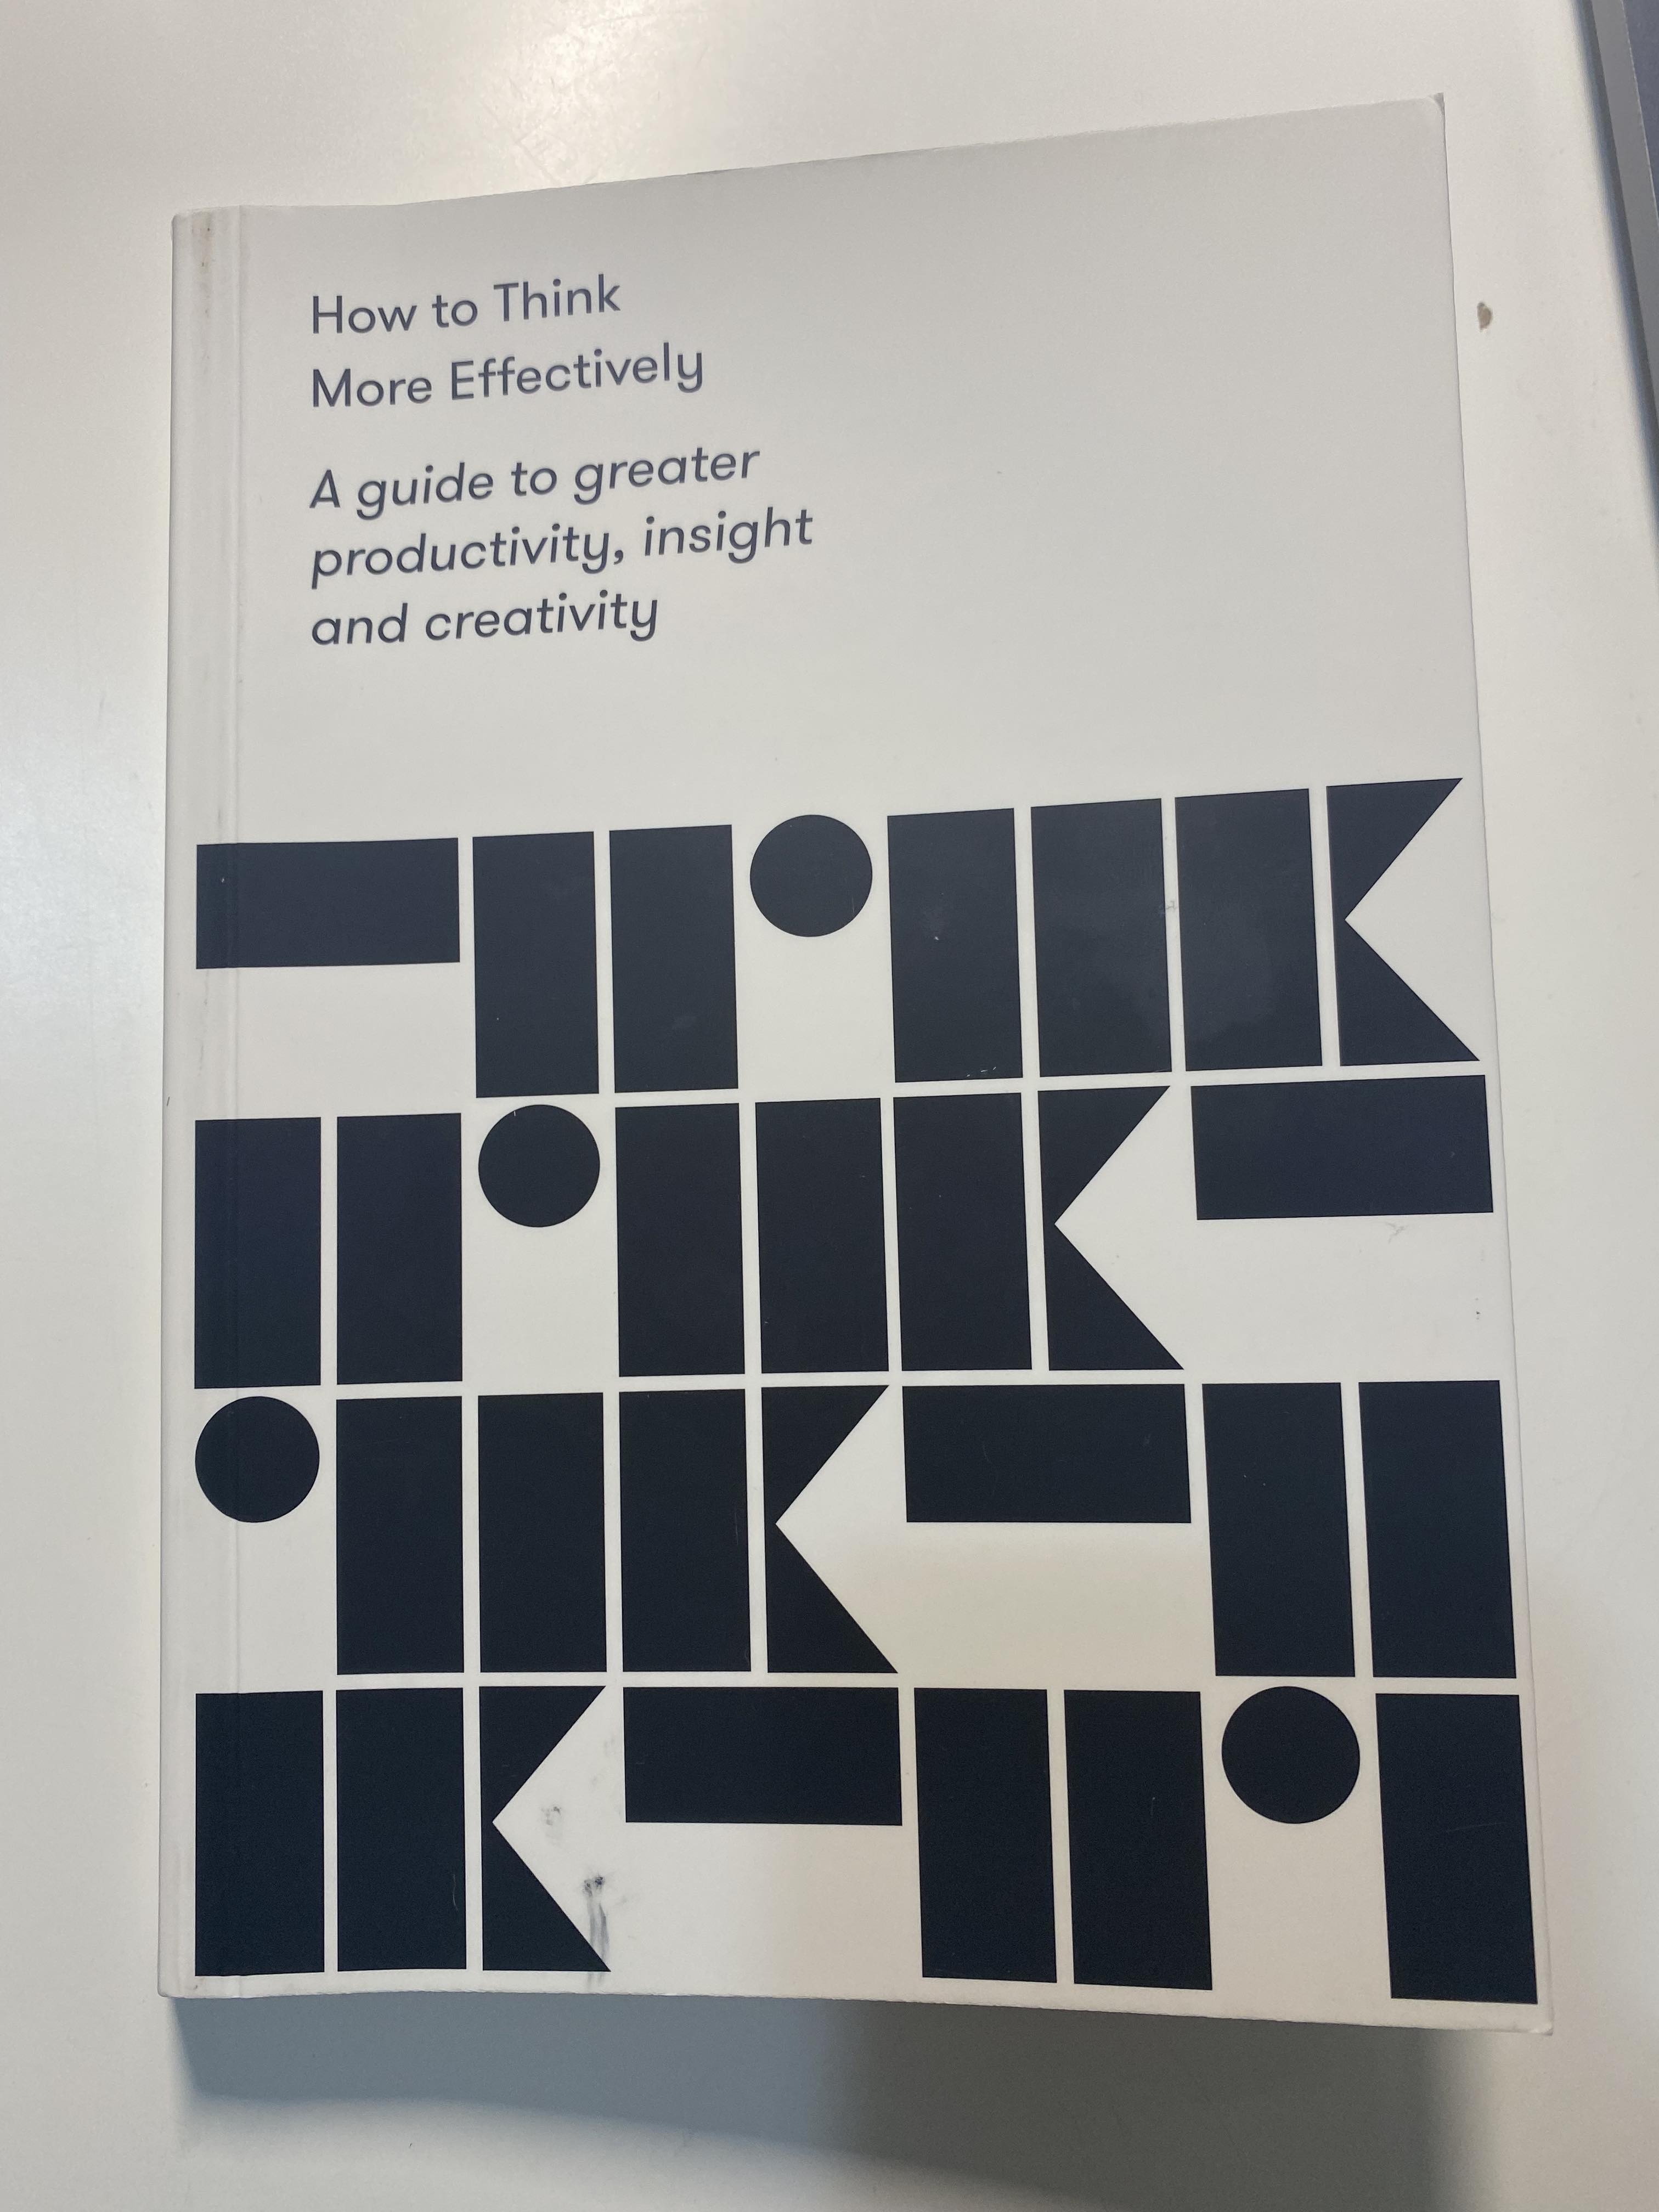 How to Think
More Effectively
A guide to greater
productivity, insight
and creativity